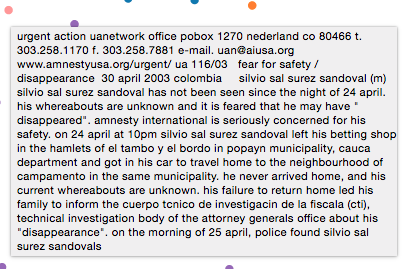 urgent action uanetwork office pobox 1270 nederland co 80466 t.
303.258.1170 f. 303.258.7881 e-mail. uan@aiusa.org
www.amnestyusa.org/urgent/ ua 116/03   fear for safety /
disappearance  30 april 2003 colombia     silvio sal surez sandoval (m)
silvio sal surez sandoval has not been seen since the night of 24 april.
his whereabouts are unknown and it is feared that he may have "
disappeared". amnesty international is seriously concerned for his
safety. on 24 april at 10pm silvio sal surez sandoval left his betting shop
in the hamlets of el tambo y el bordo in popayn municipality, cauca
department and got in his car to travel home to the neighbourhood of
campamento in the same municipality. he never arrived home, and his
current whereabouts are unknown. his failure to return home led his
family to inform the cuerpo tcnico de investigacin de la fiscala (cti),
technical investigation body of the attorney generals office about his
"disappearance". on the morning of 25 april, police found silvio sal
surez sandovals